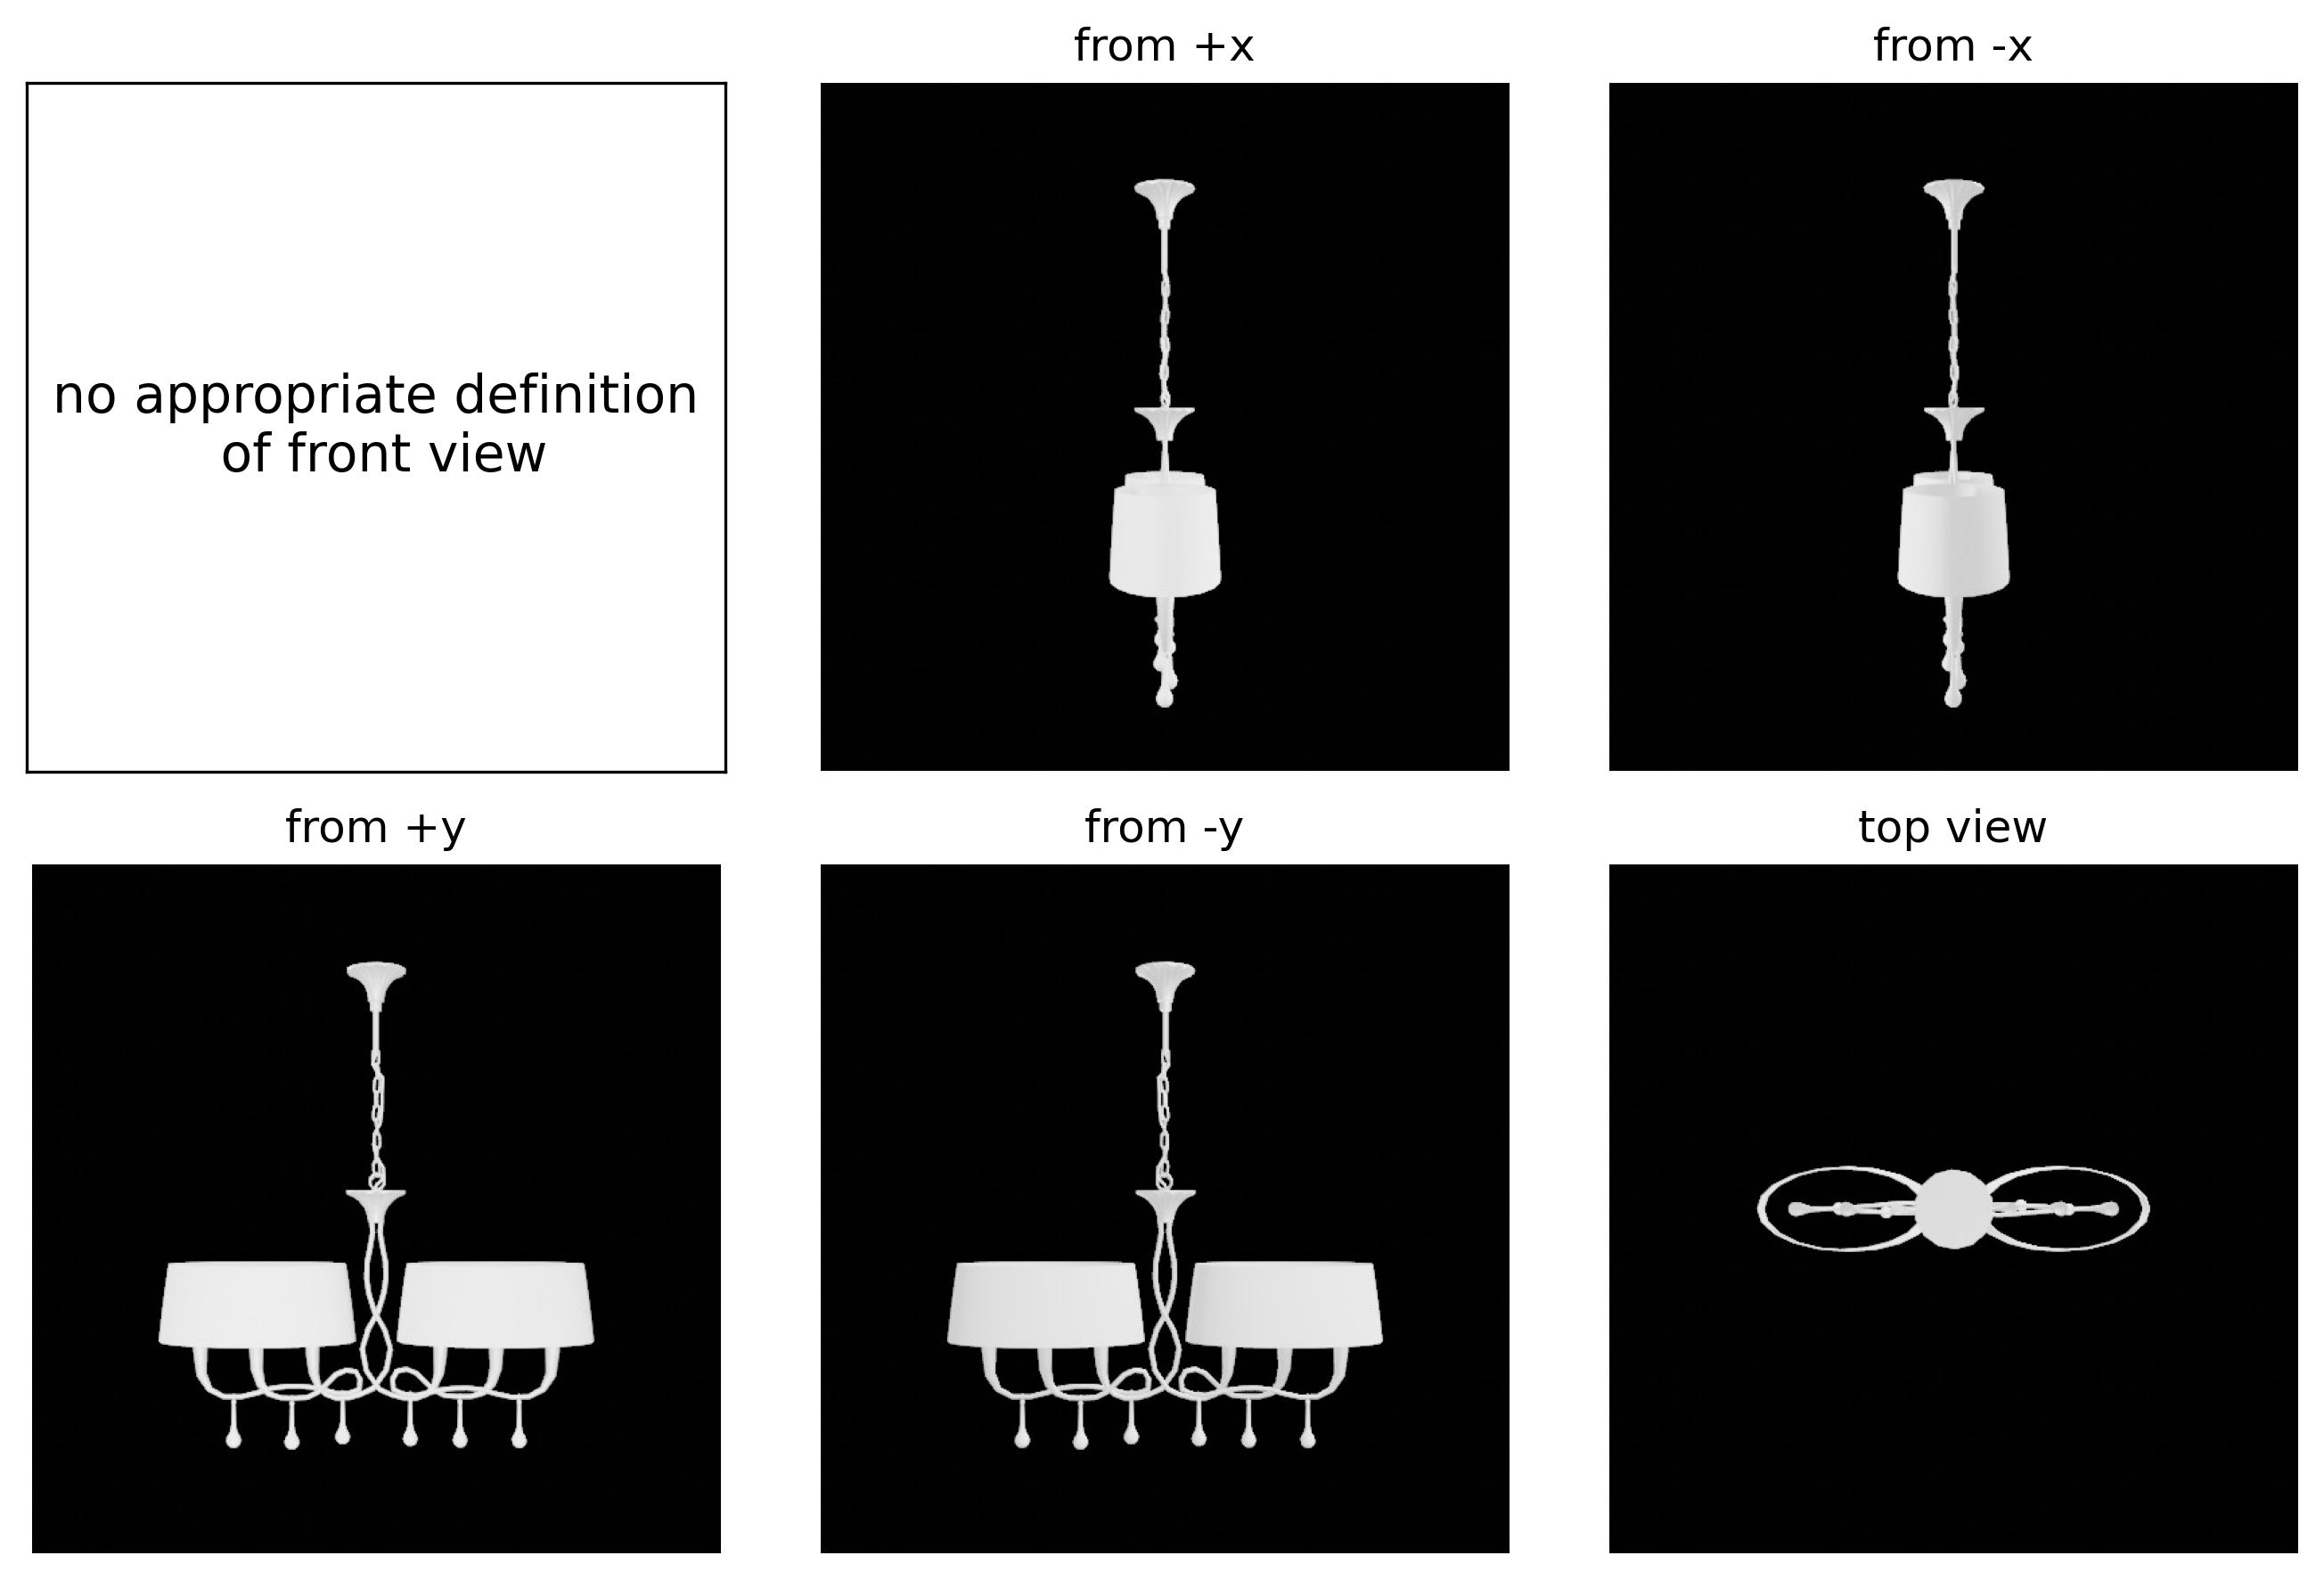 from +x
from -x
no appropriate definition
of front view
from +y
from -y
top view